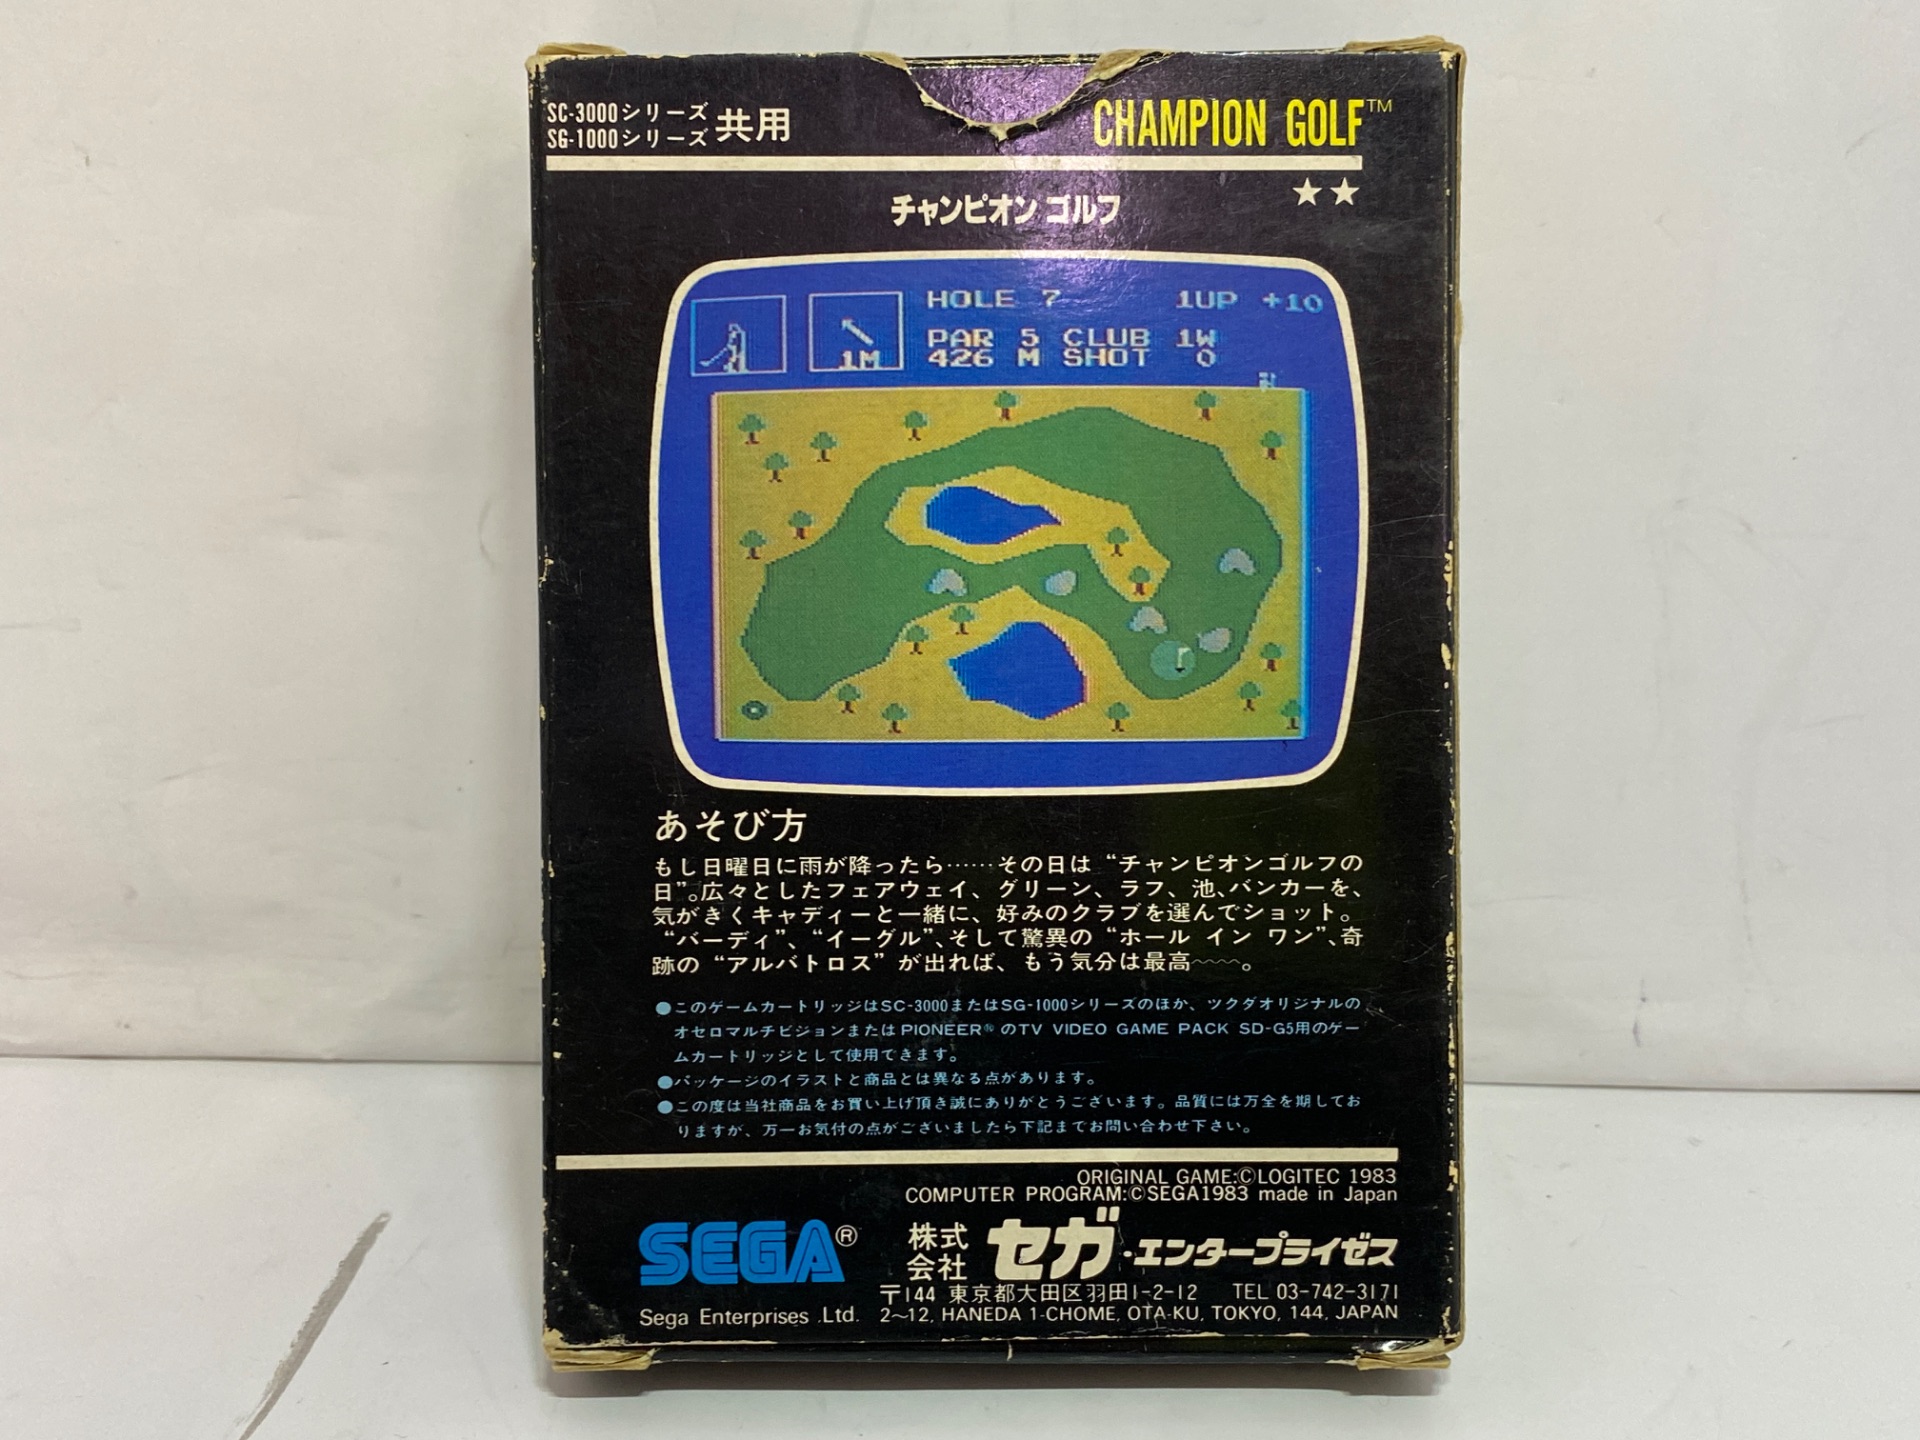 SC-3000シリーズ
SG-1000シリーズ 共用
CHAMPION GOLF™
★★
チャンピオン ゴルフ
HOLE 7 1UP +10
PAR 5 CLUB 1W
1M 426 M SHOT 0
あそび方
もし日曜日に雨が降ったら……その日は“チャンピオンゴルフの
日”。広々としたフェアウェイ、グリーン、ラフ、池、バンカーを、
気がきくキャディーと一緒に、好みのクラブを選んでショット。
“バーディ”、“イーグル”、そして驚異の“ホール イン ワン”、奇
跡の“アルバトロス”が出れば、もう気分は最高〜〜〜。
●このゲームカートリッジはSC-3000またはSG-1000シリーズのほか、ツクダオリジナルの
オセロマルチビジョンまたはPIONEER®のTV VIDEO GAME PACK SD-G5用のゲー
ムカートリッジとして使用できます。
●パッケージのイラストと商品とは異なる点があります。
●この度は当社商品をお買い上げ頂き誠にありがとうございます。品質には万全を期してお
りますが、万一お気付の点がございましたら下記までお問い合わせ下さい。
ORIGINAL GAME:©LOGITEC 1983
COMPUTER PROGRAM:©SEGA1983 made in Japan
SEGA® 株式会社 セガ・エンタープライゼス
〒144 東京都大田区羽田1-2-12 TEL 03-742-3171
Sega Enterprises .Ltd. 2〜12, HANEDA 1-CHOME, OTA-KU, TOKYO, 144, JAPAN